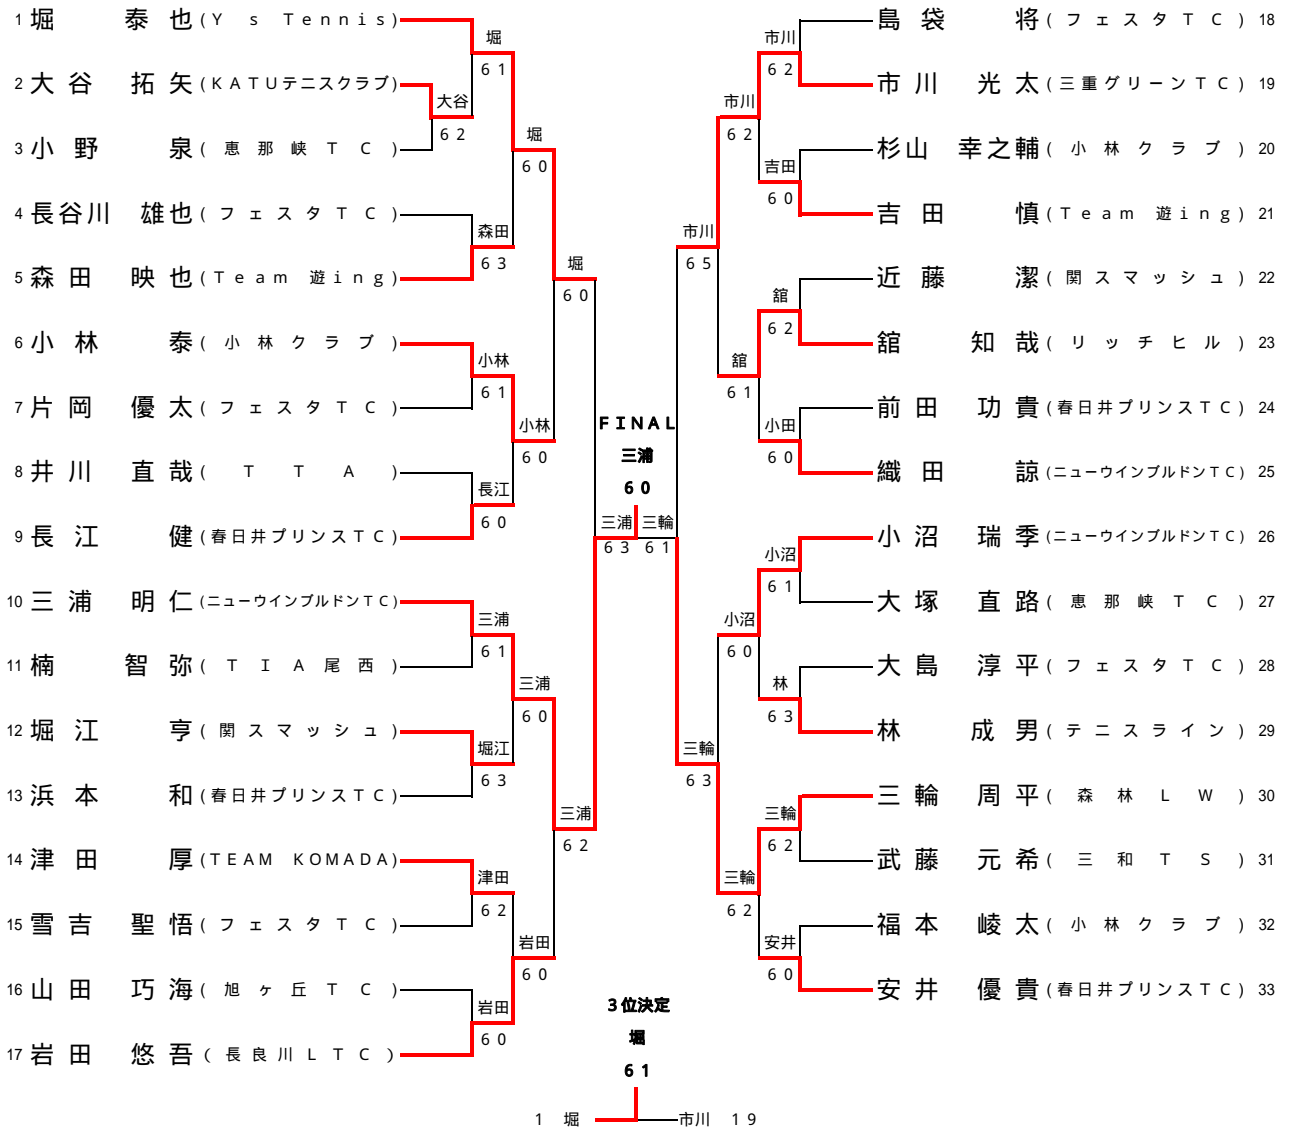 1 堀 泰 也 (Ｙｓ Ｔｅｎｎｉｓ)
2 大 谷 拓 矢 (ＫＡＴＵテニスクラブ)
3 小 野 泉 (恵那峡ＴＣ)
4 長谷川 雄也 (フェスタＴＣ)
5 森 田 映 也 (Ｔｅａｍ 遊ｉｎｇ)
6 小 林 泰 (小林クラブ)
7 片 岡 優 太 (フェスタＴＣ)
8 井 川 直 哉 (ＴＴＡ)
9 長 江 健 (春日井プリンスＴＣ)
10 三 浦 明 仁 (ニューウインブルドンＴＣ)
11 楠 智 弥 (ＴＩＡ尾西)
12 堀 江 亨 (関スマッシュ)
13 浜 本 和 (春日井プリンスＴＣ)
14 津 田 厚 (TEAM KOMADA)
15 雪 吉 聖 悟 (フェスタＴＣ)
16 山 田 巧 海 (旭ヶ丘ＴＣ)
17 岩 田 悠 吾 (長良川ＬＴＣ)
大谷
６２
堀
６１
森田
６３
小林
６１
長江
６０
三浦
６１
堀江
６３
津田
６２
岩田
６０
堀
６０
小林
６０
三浦
６０
岩田
６０
堀
６０
三浦
６２
ＦＩＮＡＬ
三浦
６０
三浦 三輪
６３ ６１
３位決定
堀
６１
１ 堀 市川 １９
市川
６５
三輪
６３
市川
６２
舘
６１
小沼
６０
三輪
６２
市川
６２
吉田
６０
舘
６２
小田
６０
小沼
６１
林
６３
三輪
６２
安井
６０
島 袋 将 (フェスタＴＣ) 18
市 川 光 太 (三重グリーンＴＣ) 19
杉山 幸之輔 (小林クラブ) 20
吉 田 慎 (Ｔｅａｍ 遊ｉｎｇ) 21
近 藤 潔 (関スマッシュ) 22
舘 知 哉 (リッチヒル) 23
前 田 功 貴 (春日井プリンスＴＣ) 24
織 田 諒 (ニューウインブルドンＴＣ) 25
小 沼 瑞 季 (ニューウインブルドンＴＣ) 26
大 塚 直 路 (恵那峡ＴＣ) 27
大 島 淳 平 (フェスタＴＣ) 28
林 成 男 (テニスライン) 29
三 輪 周 平 (森林ＬＷ) 30
武 藤 元 希 (三和ＴＳ) 31
福 本 崚 太 (小林クラブ) 32
安 井 優 貴 (春日井プリンスＴＣ) 33